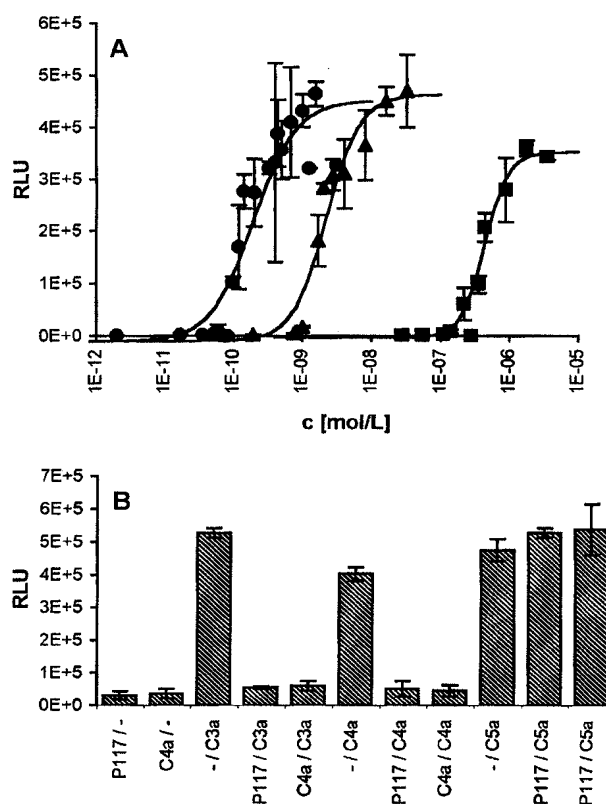 A
6E+5
5E+5
4E+5
3E+5
2E+5
1E+5
0E+0
RLU
1E-12
1E-10
1E-09
1E-08
1E-07
1E-06
1E-05
c [mol/L]
B
7E+5
6E+5
5E+5
4E+5
3E+5
2E+5
1E+5
0E+0
RLU
P117 / -
C4a / -
- / C3a
P117 / C3a
C4a / C3a
- / C4a
P117 / C4a
C4a / C4a
- / C5a
P117 / C5a
P117 / C5a